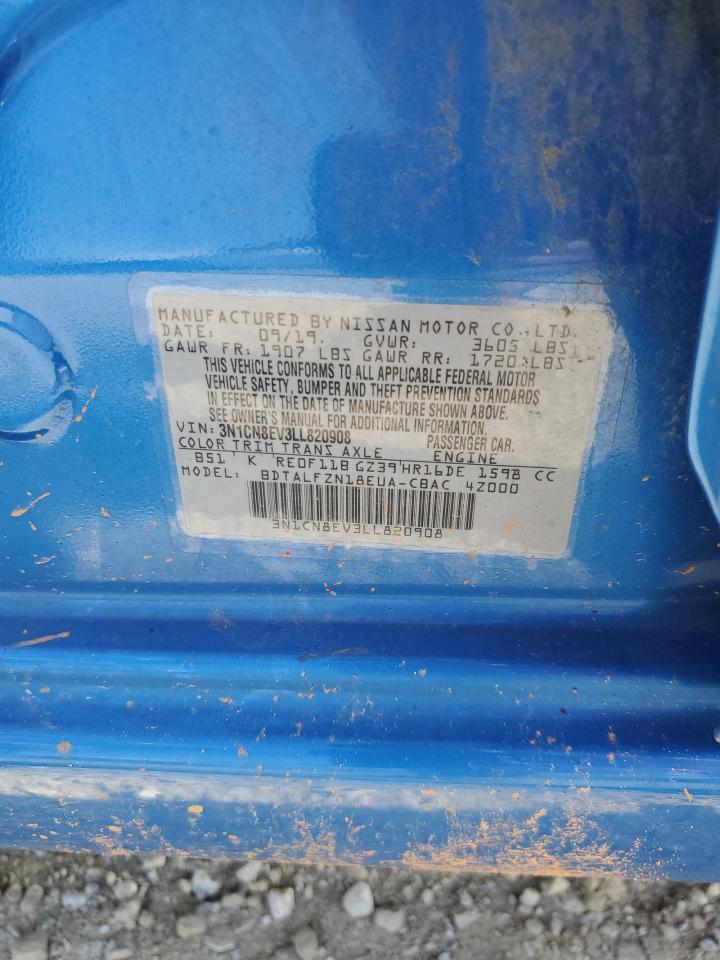 MANUFACTURED BY NISSAN MOTOR CO.,LTD.
DATE: 09/19. GVWR: 3605 LBS
GAWR FR: 1907 LBS GAWR RR: 1720 LBS
THIS VEHICLE CONFORMS TO ALL APPLICABLE FEDERAL MOTOR
VEHICLE SAFETY, BUMPER AND THEFT PREVENTION STANDARDS
IN EFFECT ON THE DATE OF MANUFACTURE SHOWN ABOVE.
SEE OWNER'S MANUAL FOR ADDITIONAL INFORMATION.
VIN: 3N1CN8EV3LL820908 PASSENGER CAR.
COLOR TRIM TRANS AXLE ENGINE
B51 K RE0F11B GZ39 HR16DE 1598 CC
MODEL: BDTALFZN18EUA-CBAC 4Z000
3N1CN8EV3LL820908